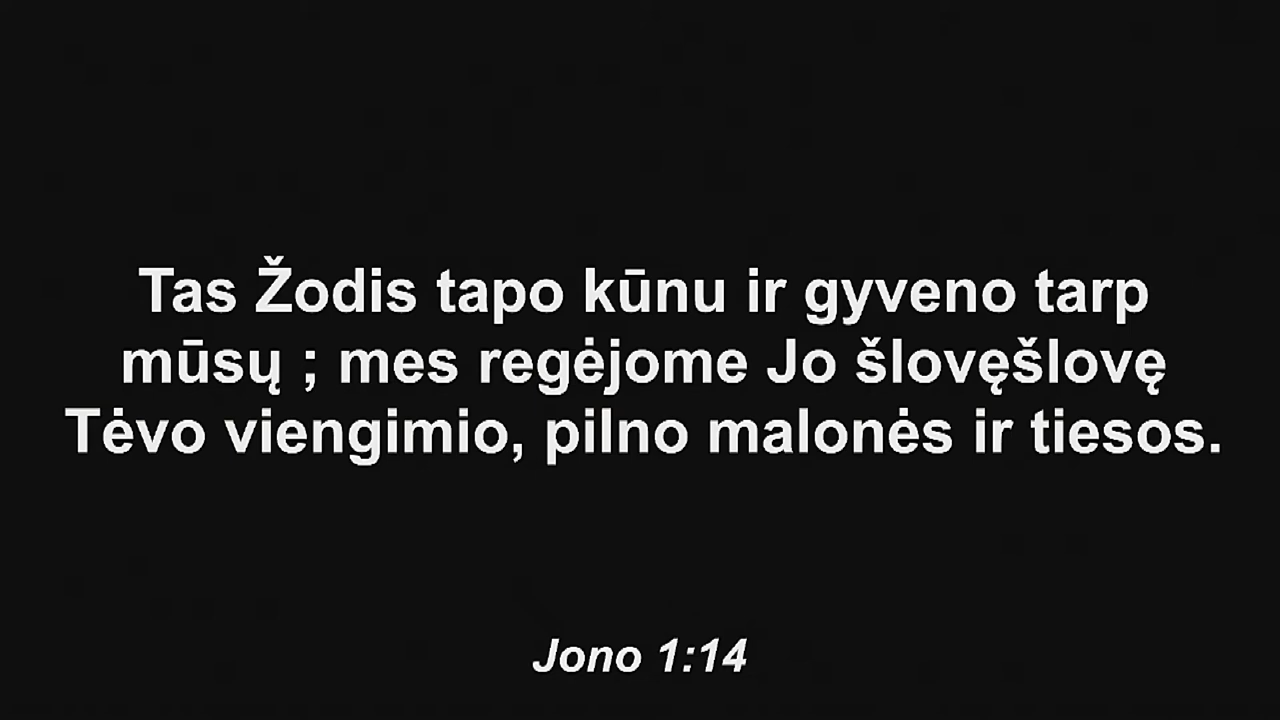 Tas Žodis tapo kūnu ir gyveno tarp
mūsų ; mes regėjome Jo šlovęšlovę
Tėvo viengimio, pilno malonės ir tiesos.
Jono 1:14